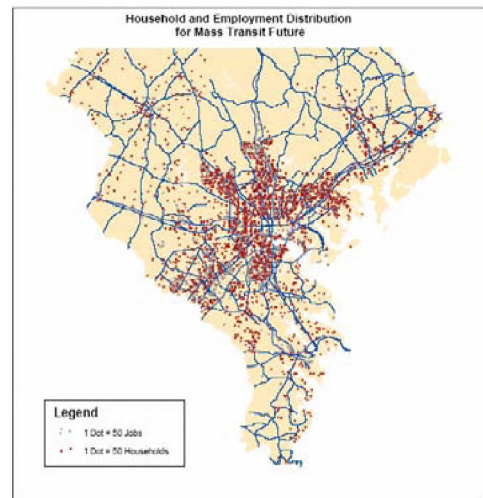 Household and Employment Distribution
for Mass Transit Future
Legend
1 Dot = 50 Jobs
1 Dot = 50 Households